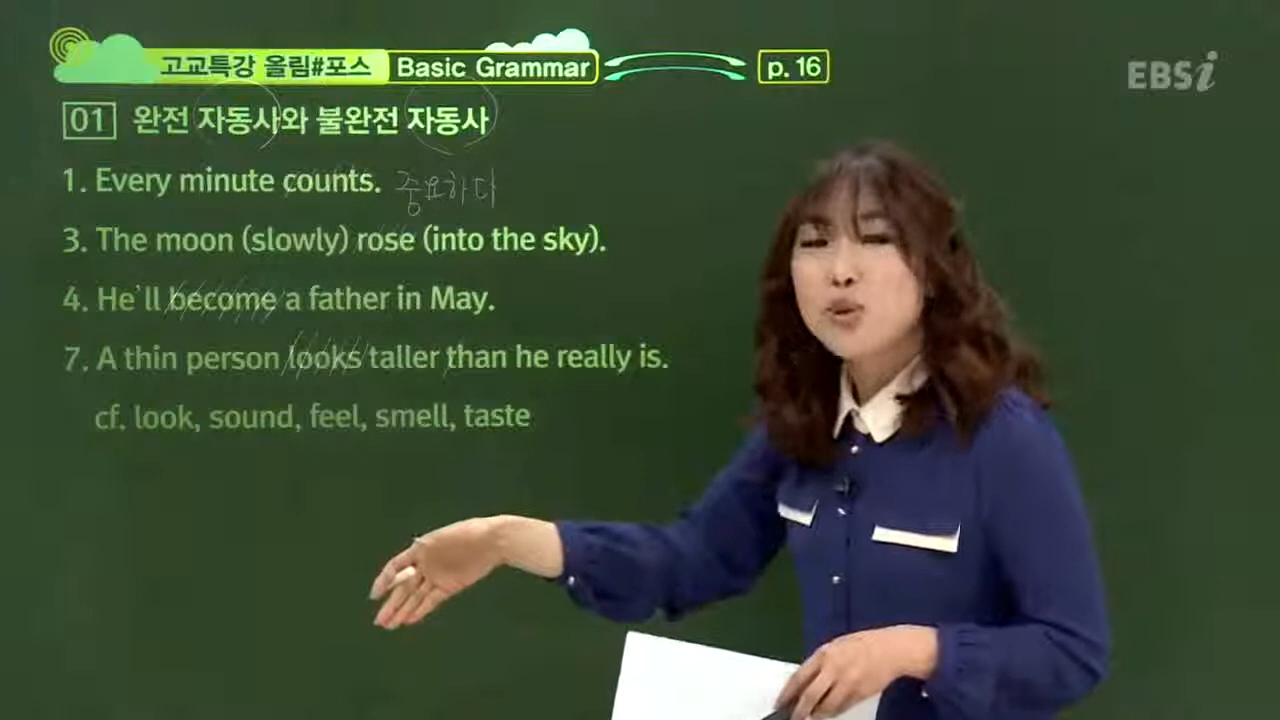 고교특강 올림#포스 Basic Grammar p. 16
EBSi
01 완전 자동사와 불완전 자동사
1. Every minute counts. 중요하다
3. The moon (slowly) rose (into the sky).
4. He'll become a father in May.
7. A thin person looks taller than he really is.
cf. look, sound, feel, smell, taste